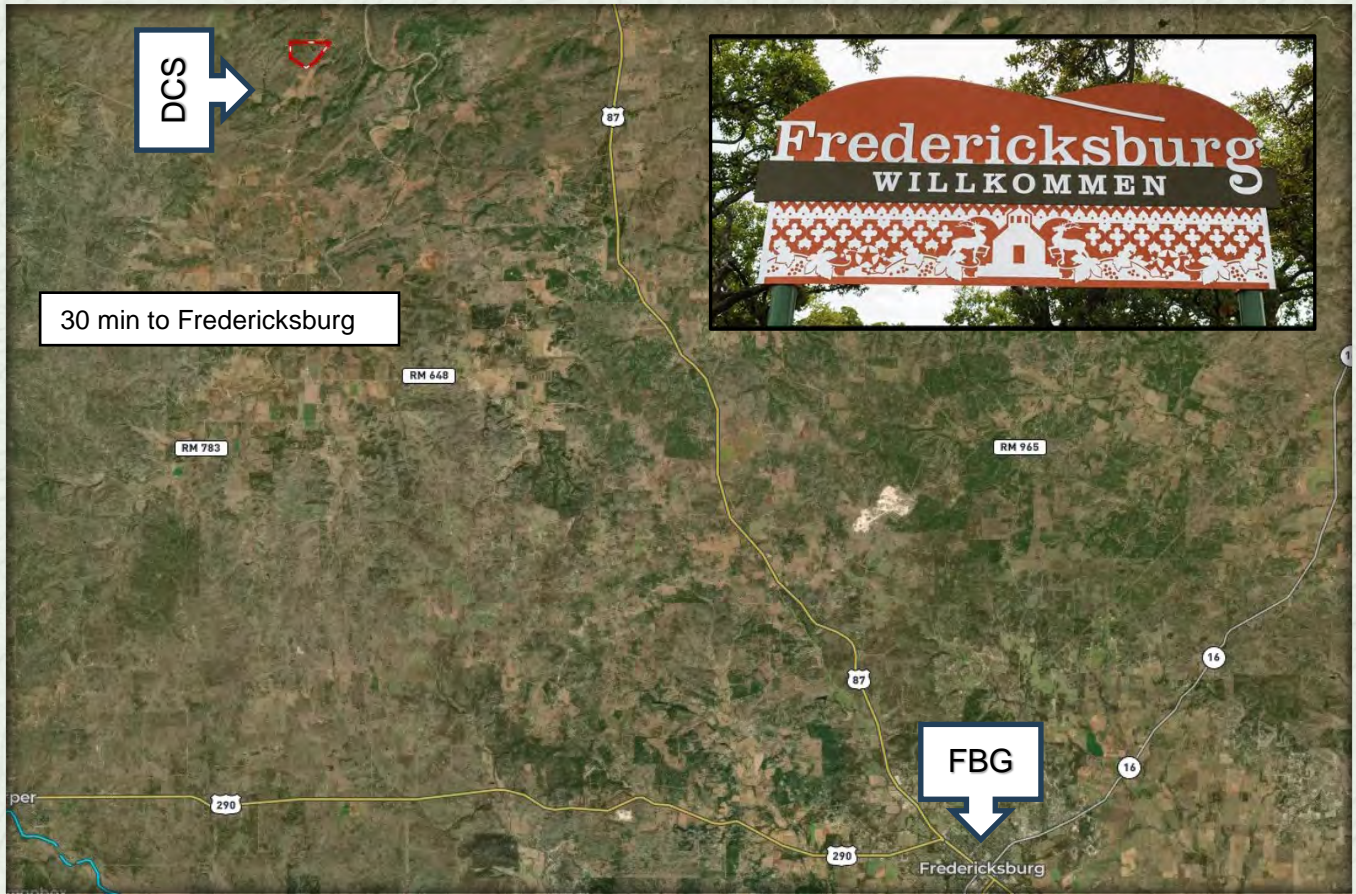 DCS
87
Fredericksburg
WILLKOMMEN
30 min to Fredericksburg
RM 648
RM 783
RM 965
16
87
16
FBG
per
290
290
Fredericksburg